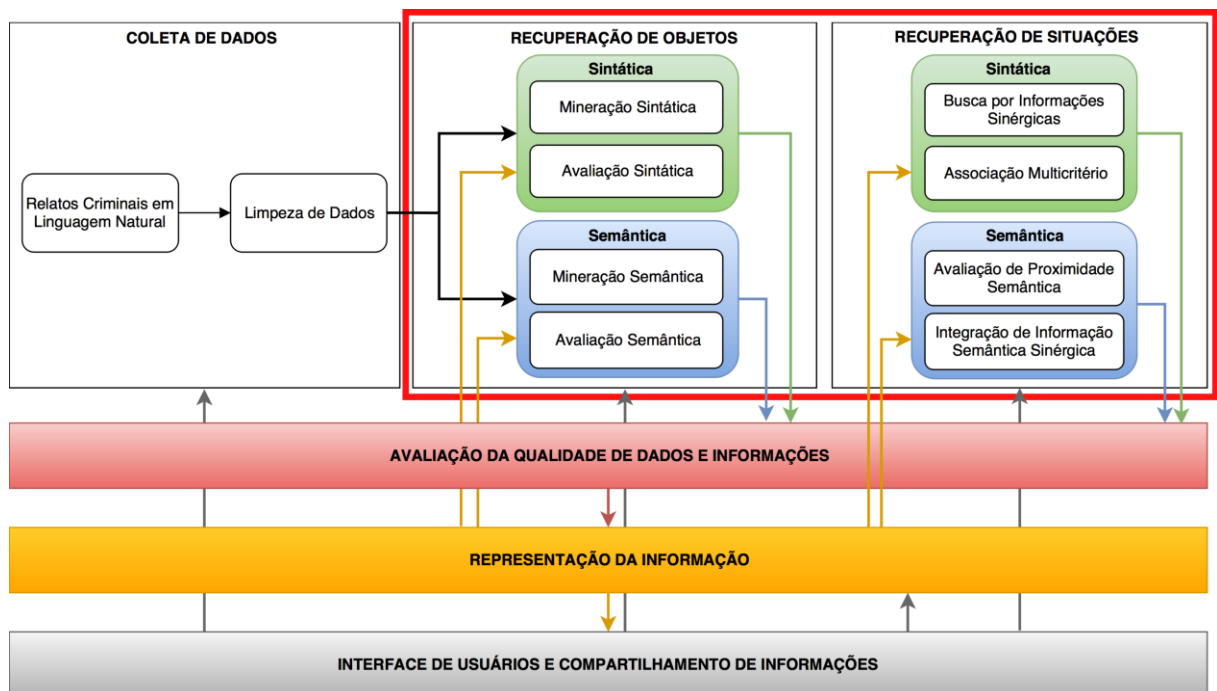 COLETA DE DADOS
Relatos Criminais em
Linguagem Natural
Limpeza de Dados
RECUPERAÇÃO DE OBJETOS
Sintática
Mineração Sintática
Avaliação Sintática
Semântica
Mineração Semântica
Avaliação Semântica
RECUPERAÇÃO DE SITUAÇÕES
Sintática
Busca por Informações
Sinérgicas
Associação Multicritério
Semântica
Avaliação de Proximidade
Semântica
Integração de Informação
Semântica Sinérgica
AVALIAÇÃO DA QUALIDADE DE DADOS E INFORMAÇÕES
REPRESENTAÇÃO DA INFORMAÇÃO
INTERFACE DE USUÁRIOS E COMPARTILHAMENTO DE INFORMAÇÕES